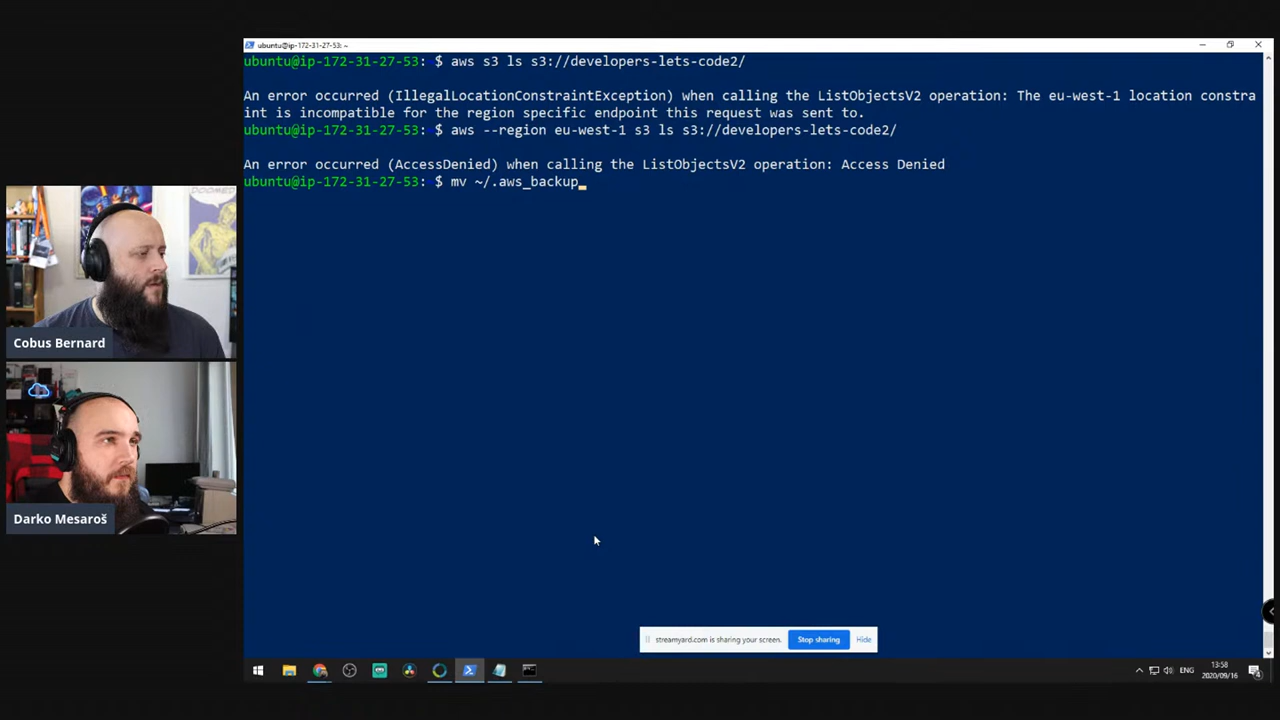 ubuntu@ip-172-31-27-53: ~
ubuntu@ip-172-31-27-53: $ aws s3 ls s3://developers-lets-code2/
An error occurred (IllegalLocationConstraintException) when calling the ListObjectsV2 operation: The eu-west-1 location constra
int is incompatible for the region specific endpoint this request was sent to.
ubuntu@ip-172-31-27-53: $ aws --region eu-west-1 s3 ls s3://developers-lets-code2/
An error occurred (AccessDenied) when calling the ListObjectsV2 operation: Access Denied
ubuntu@ip-172-31-27-53: $ mv ~/.aws_backup
Cobus Bernard
Darko Mesaroš
streamyard.com is sharing your screen.
Stop sharing
Hide
ENG
13:58
2020/09/16